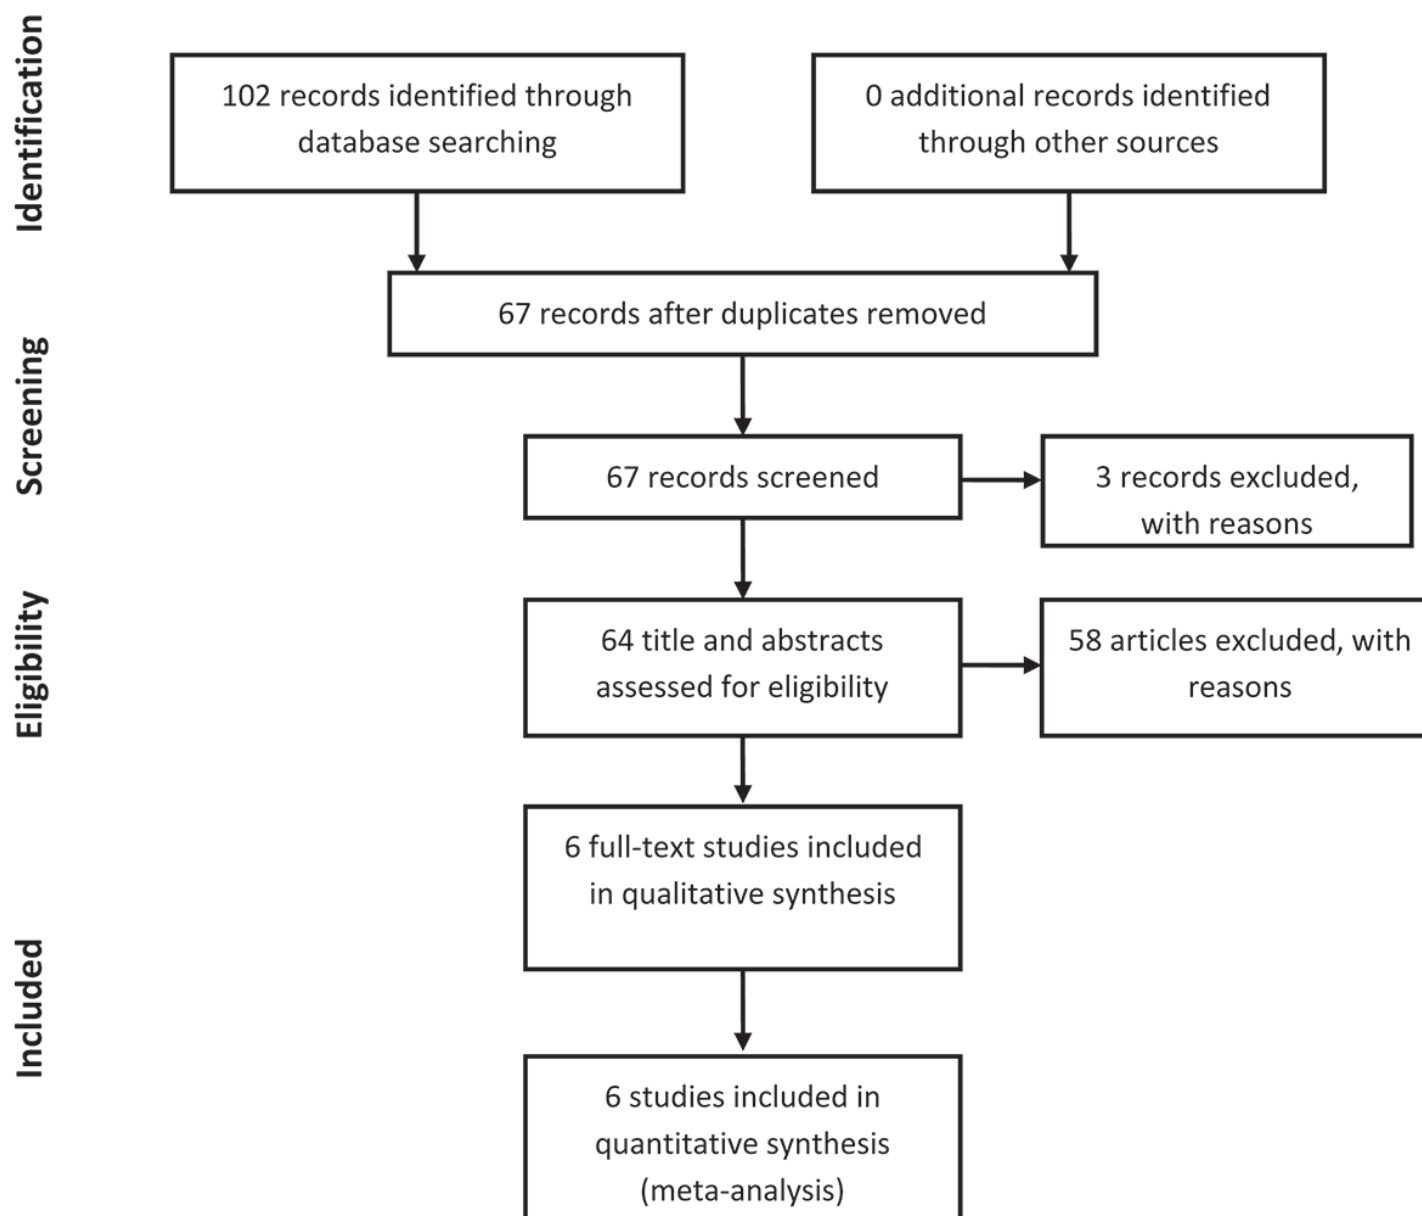 Identification
102 records identified through
database searching
0 additional records identified
through other sources
67 records after duplicates removed
Screening
67 records screened
3 records excluded,
with reasons
Eligibility
64 title and abstracts
assessed for eligibility
58 articles excluded, with
reasons
6 full-text studies included
in qualitative synthesis
Included
6 studies included in
quantitative synthesis
(meta-analysis)